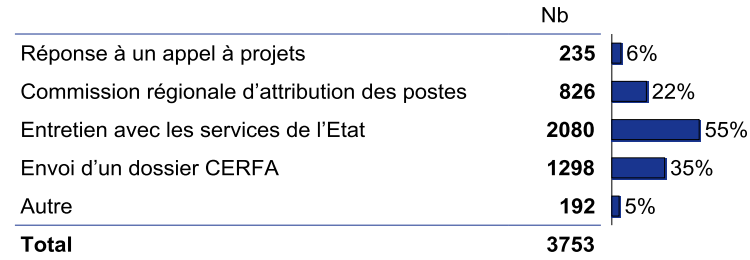 Nb
Réponse à un appel à projets 235 6%
Commission régionale d’attribution des postes 826 22%
Entretien avec les services de l’Etat 2080 55%
Envoi d’un dossier CERFA 1298 35%
Autre 192 5%
Total 3753